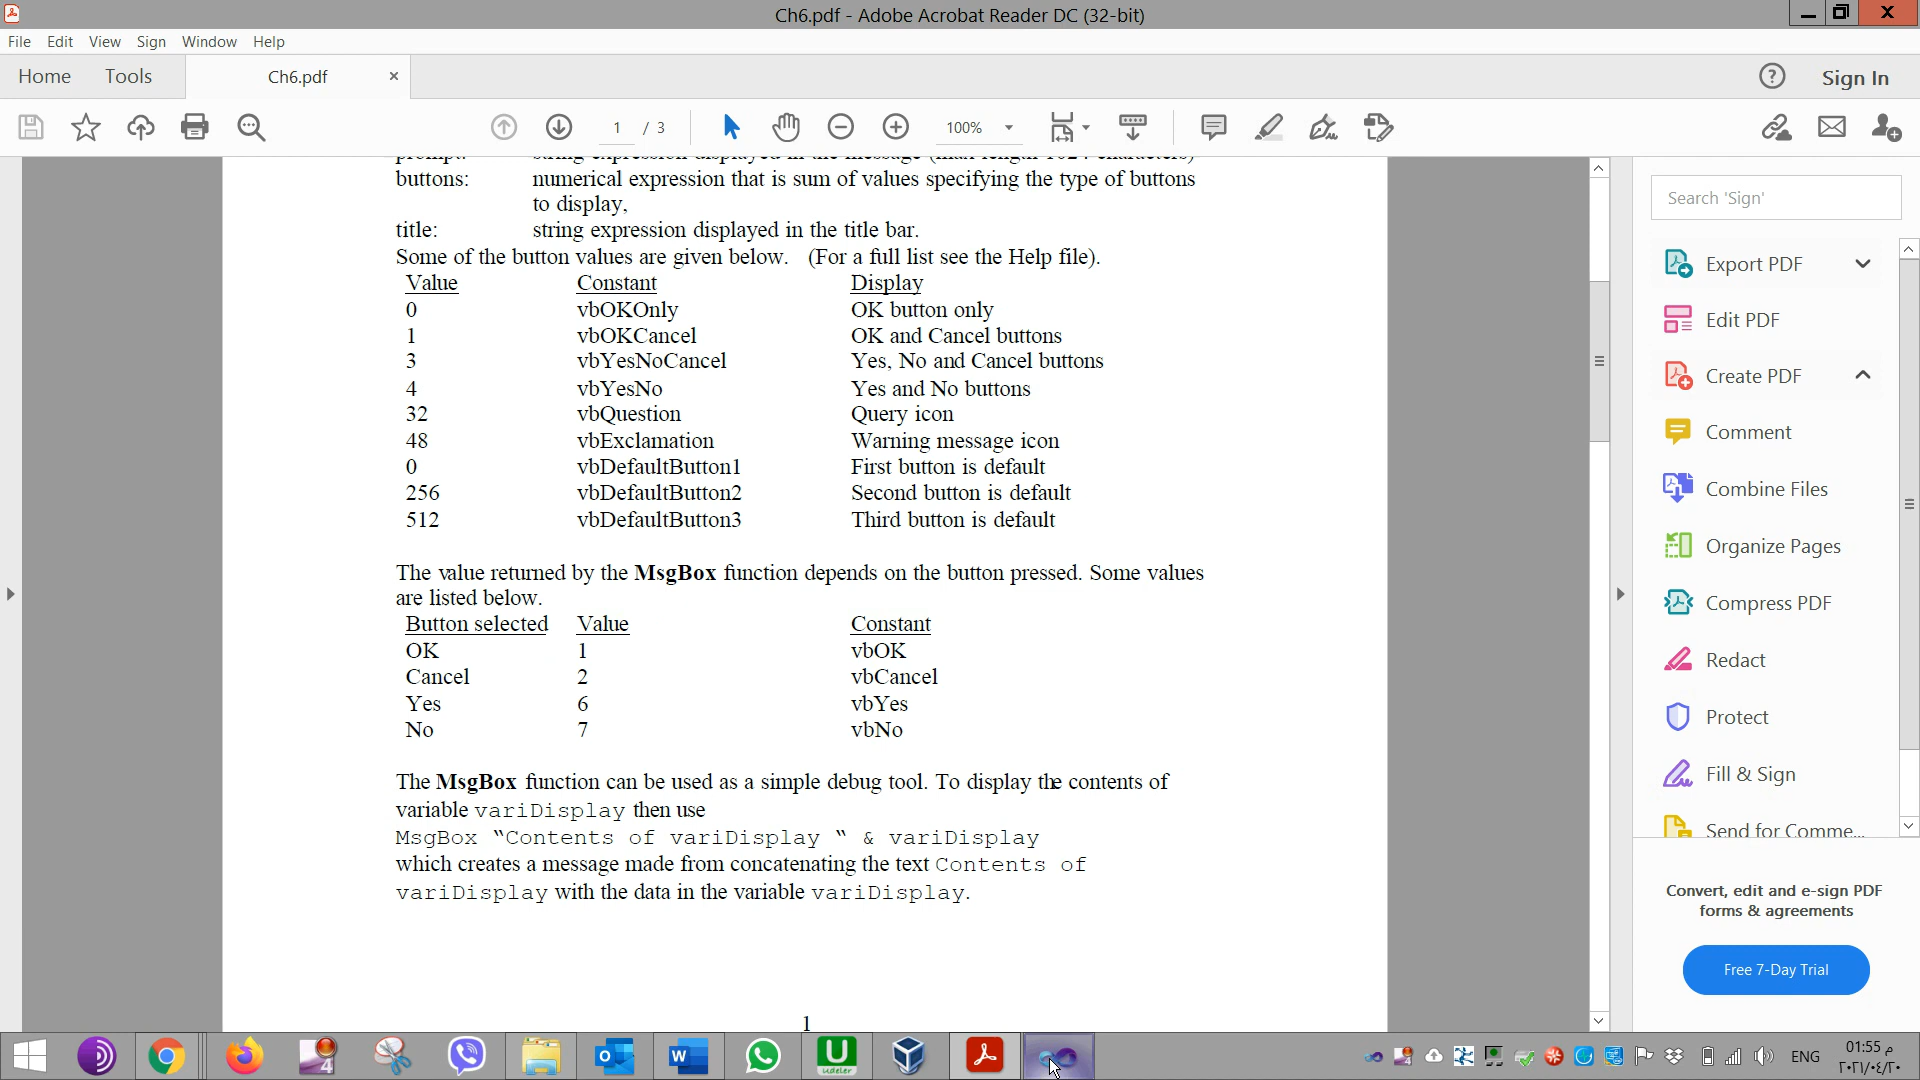 Ch6.pdf - Adobe Acrobat Reader DC (32-bit)
File Edit View Sign Window Help
Home Tools Ch6.pdf × Sign In
1 / 3 100%
buttons: numerical expression that is sum of values specifying the type of buttons
to display,
title: string expression displayed in the title bar.
Some of the button values are given below. (For a full list see the Help file).
Value Constant Display
0 vbOKOnly OK button only
1 vbOKCancel OK and Cancel buttons
3 vbYesNoCancel Yes, No and Cancel buttons
4 vbYesNo Yes and No buttons
32 vbQuestion Query icon
48 vbExclamation Warning message icon
0 vbDefaultButton1 First button is default
256 vbDefaultButton2 Second button is default
512 vbDefaultButton3 Third button is default
The value returned by the MsgBox function depends on the button pressed. Some values
are listed below.
Button selected Value Constant
OK 1 vbOK
Cancel 2 vbCancel
Yes 6 vbYes
No 7 vbNo
The MsgBox function can be used as a simple debug tool. To display the contents of
variable variDisplay then use
MsgBox “Contents of variDisplay “ & variDisplay
which creates a message made from concatenating the text Contents of
variDisplay with the data in the variable variDisplay.
1
Search 'Sign'
Export PDF
Edit PDF
Create PDF
Comment
Combine Files
Organize Pages
Compress PDF
Redact
Protect
Fill & Sign
Send for Comme...
Convert, edit and e-sign PDF
forms & agreements
Free 7-Day Trial
U
udeler
ENG
01:55 م
٢٠٢١/٠٤/٢٠